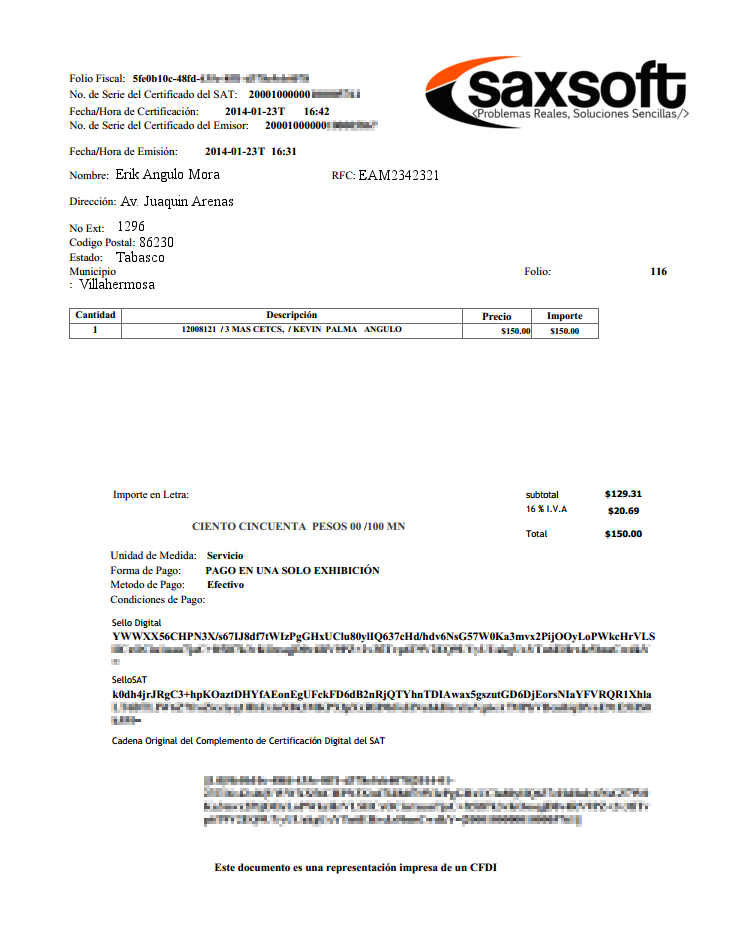 saxsoft
<Problemas Reales, Soluciones Sencillas/>
Folio Fiscal: 5fe0b10c-48fd-
No. de Serie del Certificado del SAT: 20001000000
Fecha/Hora de Certificación: 2014-01-23T 16:42
No. de Serie del Certificado del Emisor: 20001000000
Fecha/Hora de Emisión: 2014-01-23T 16:31
Nombre: Erik Angulo Mora RFC: EAM2342321
Dirección: Av. Juaquin Arenas
No Ext: 1296
Codigo Postal: 86230
Estado: Tabasco
Municipio Folio: 116
: Villahermosa
Cantidad Descripción Precio Importe
1 12008121 / 3 MAS CETCS, / KEVIN PALMA ANGULO $150.00 $150.00
Importe en Letra: subtotal $129.31
16 % I.V.A $20.69
CIENTO CINCUENTA PESOS 00 /100 MN
Total $150.00
Unidad de Medida: Servicio
Forma de Pago: PAGO EN UNA SOLO EXHIBICIÓN
Metodo de Pago: Efectivo
Condiciones de Pago:
Sello Digital
YWWXX56CHPN3X/s67IJ8df7tWIzPgGHxUClu80ylIQ637cHd/hdv6NsG57W0Ka3mvx2PijOOyLoPWkcHrVLS
SelloSAT
k0dh4jrJRgC3+hpKOaztDHYfAEonEgUFckFD6dB2nRjQTYhnTDIAwax5gszutGD6DjEorsNIaYFVRQR1Xhla
Cadena Original del Complemento de Certificación Digital del SAT
Este documento es una representación impresa de un CFDI